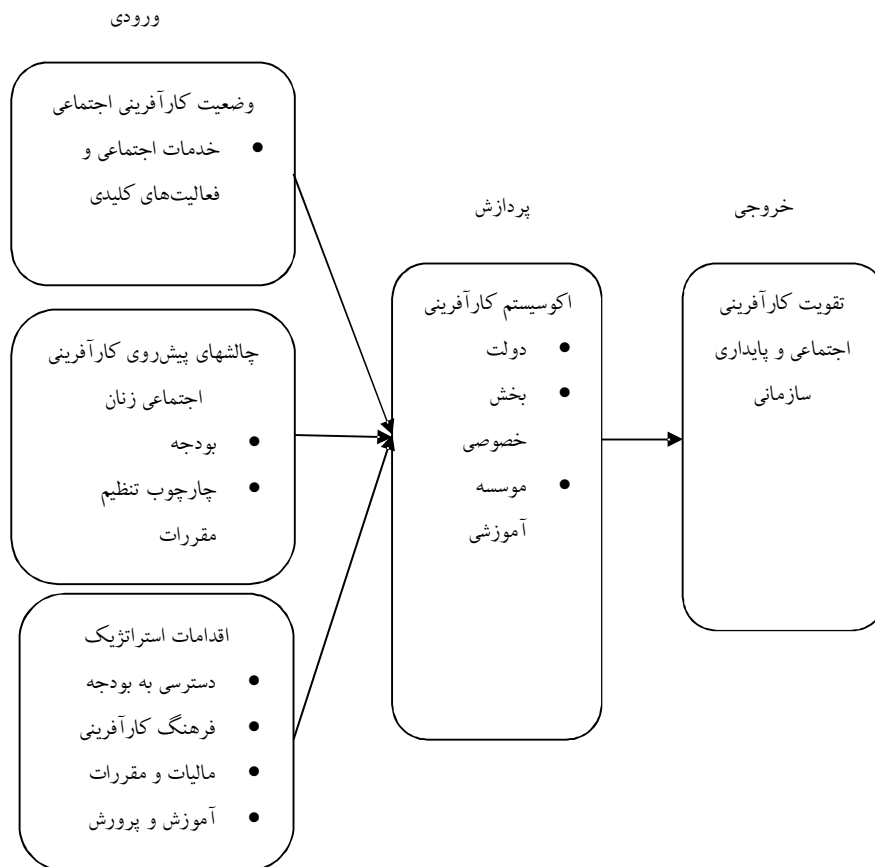 ورودی
وضعیت کارآفرینی اجتماعی
● خدمات اجتماعی و
فعالیت‌های کلیدی
چالشهای پیش‌روی کارآفرینی
اجتماعی زنان
● بودجه
● چارچوب تنظیم
مقررات
اقدامات استراتژیک
● دسترسی به بودجه
● فرهنگ کارآفرینی
● مالیات و مقررات
● آموزش و پرورش
پردازش
اکوسیستم کارآفرینی
● دولت
● بخش
خصوصی
● موسسه
آموزشی
خروجی
تقویت کارآفرینی
اجتماعی و پایداری
سازمانی